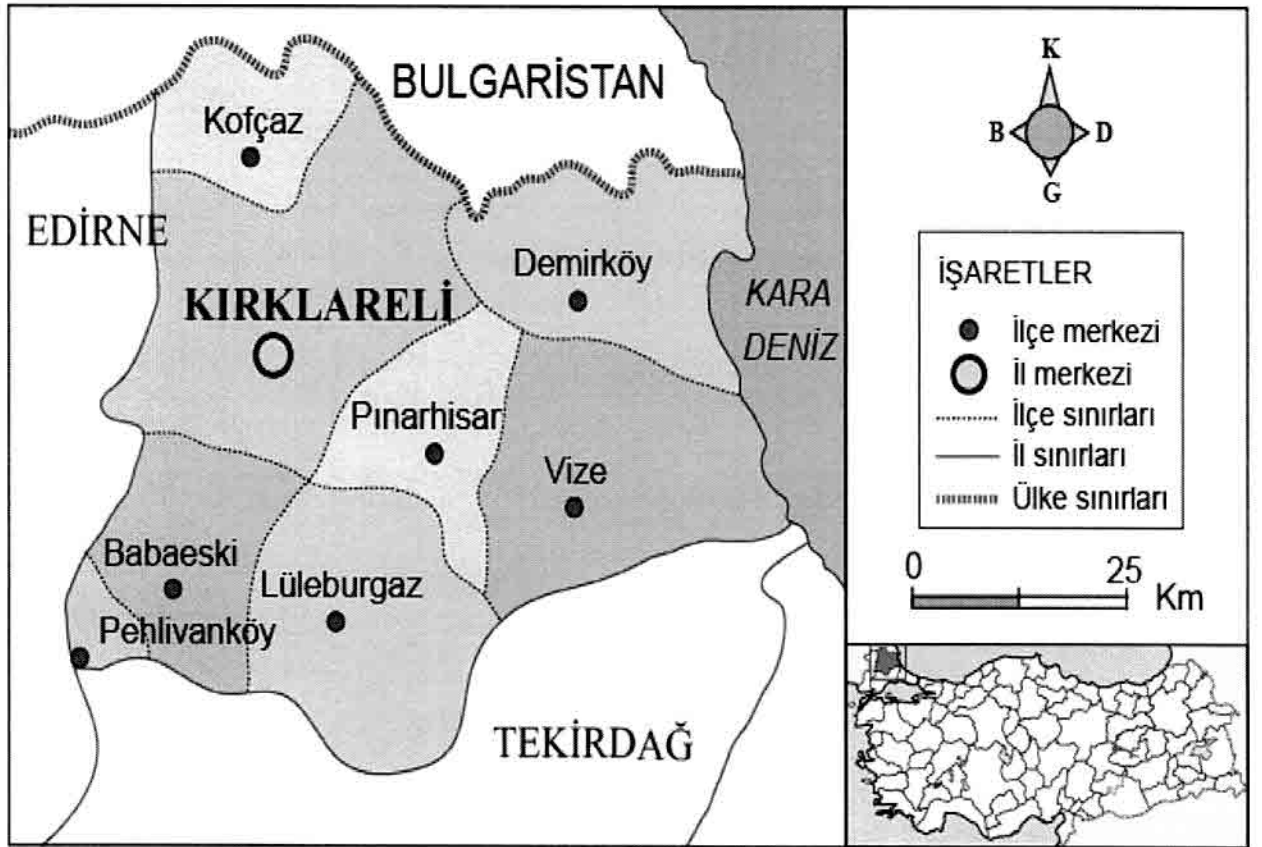 BULGARİSTAN
Kofçaz
EDİRNE
Demirköy
KIRKLARELİ
KARA
DENİZ
Pınarhisar
Vize
Babaeski
Lüleburgaz
Pehlivanköy
TEKİRDAĞ
K
B D
G
İŞARETLER
İlçe merkezi
İl merkezi
İlçe sınırları
İl sınırları
Ülke sınırları
0 25
Km